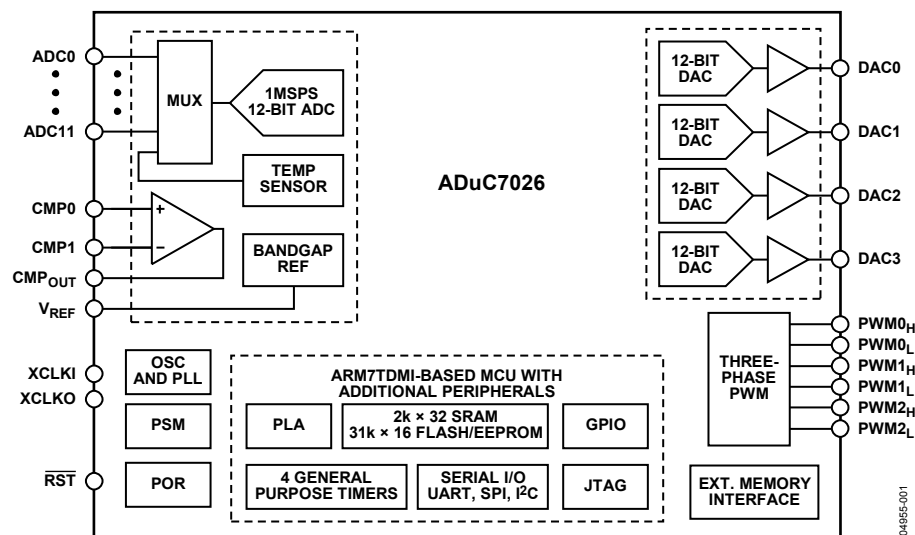 ADC0
ADC11
CMP0
CMP1
CMPOUT
VREF
XCLKI
XCLKO
RST
MUX
1MSPS
12-BIT ADC
TEMP
SENSOR
+
−
BANDGAP
REF
OSC
AND PLL
PSM
POR
ADuC7026
ARM7TDMI-BASED MCU WITH
ADDITIONAL PERIPHERALS
PLA
2k × 32 SRAM
31k × 16 FLASH/EEPROM
GPIO
4 GENERAL
PURPOSE TIMERS
SERIAL I/O
UART, SPI, I²C
JTAG
12-BIT
DAC
12-BIT
DAC
12-BIT
DAC
12-BIT
DAC
DAC0
DAC1
DAC2
DAC3
THREE-
PHASE
PWM
PWM0H
PWM0L
PWM1H
PWM1L
PWM2H
PWM2L
EXT. MEMORY
INTERFACE
04955-001